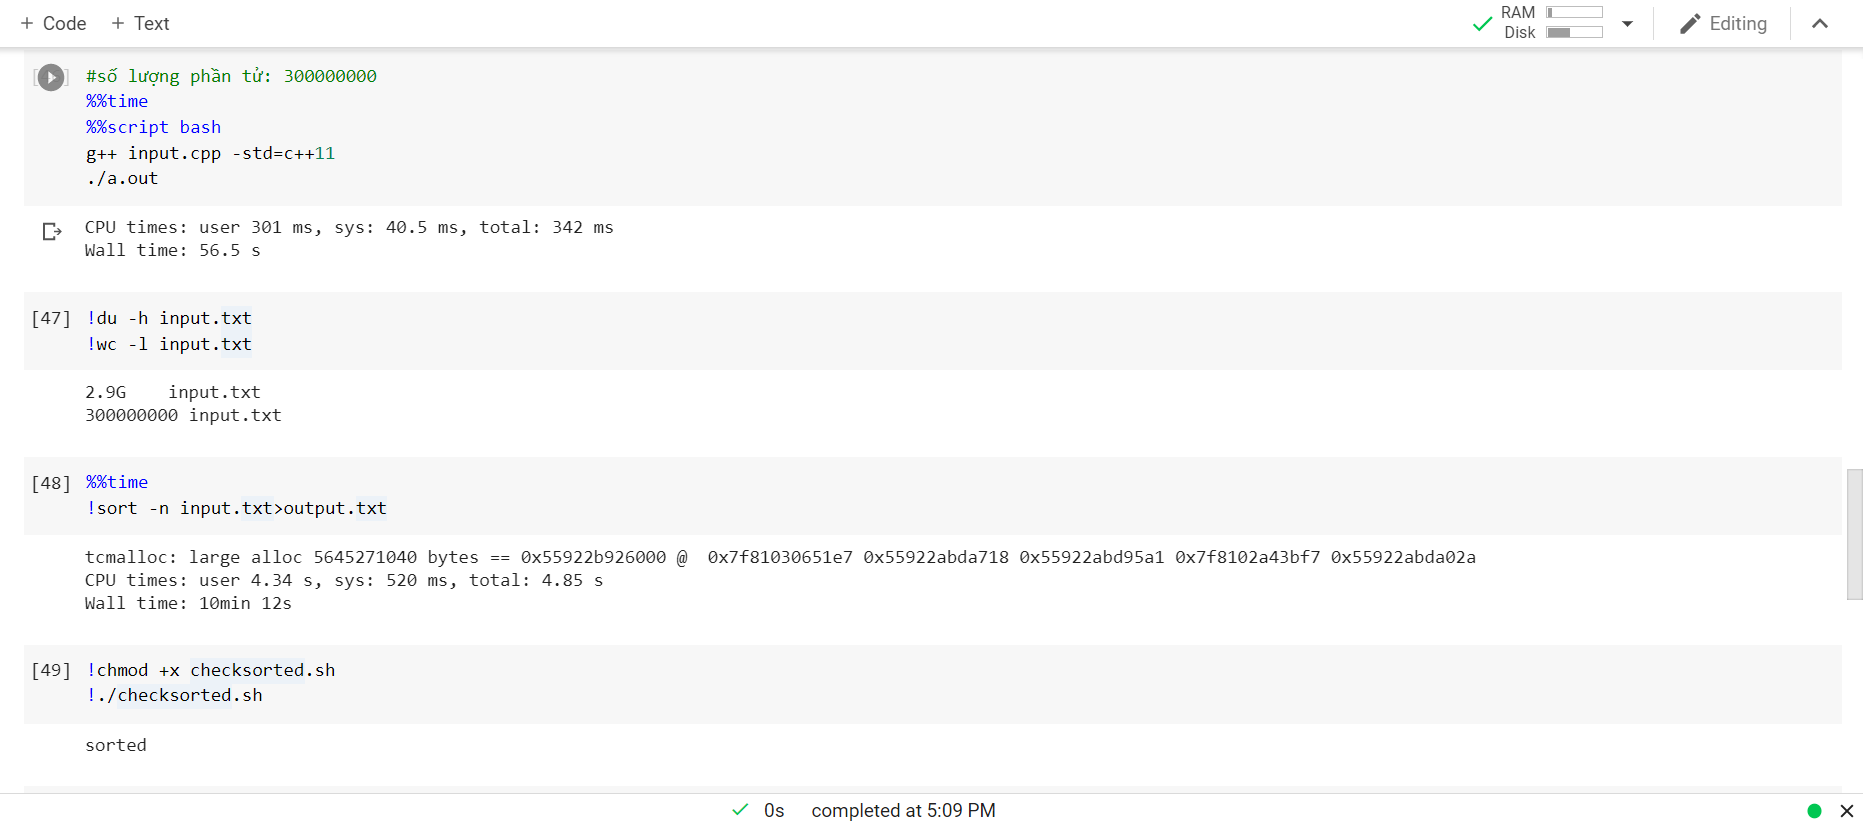 + Code + Text
RAM
Disk
Editing
#số lượng phần tử: 300000000
%%time
%%script bash
g++ input.cpp -std=c++11
./a.out
CPU times: user 301 ms, sys: 40.5 ms, total: 342 ms
Wall time: 56.5 s
[47] !du -h input.txt
!wc -l input.txt
2.9G    input.txt
300000000 input.txt
[48] %%time
!sort -n input.txt>output.txt
tcmalloc: large alloc 5645271040 bytes == 0x55922b926000 @  0x7f81030651e7 0x55922abda718 0x55922abd95a1 0x7f8102a43bf7 0x55922abda02a
CPU times: user 4.34 s, sys: 520 ms, total: 4.85 s
Wall time: 10min 12s
[49] !chmod +x checksorted.sh
!./checksorted.sh
sorted
0s completed at 5:09 PM